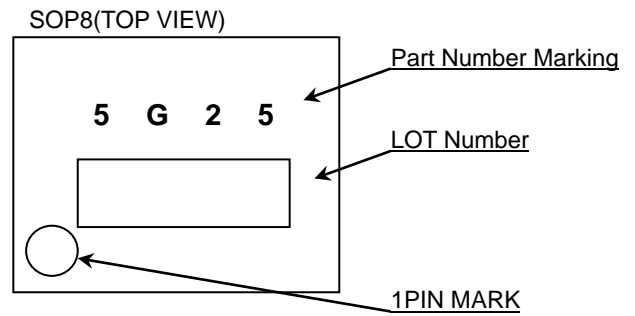 SOP8(TOP VIEW)
Part Number Marking
5 G 2 5
LOT Number
1PIN MARK